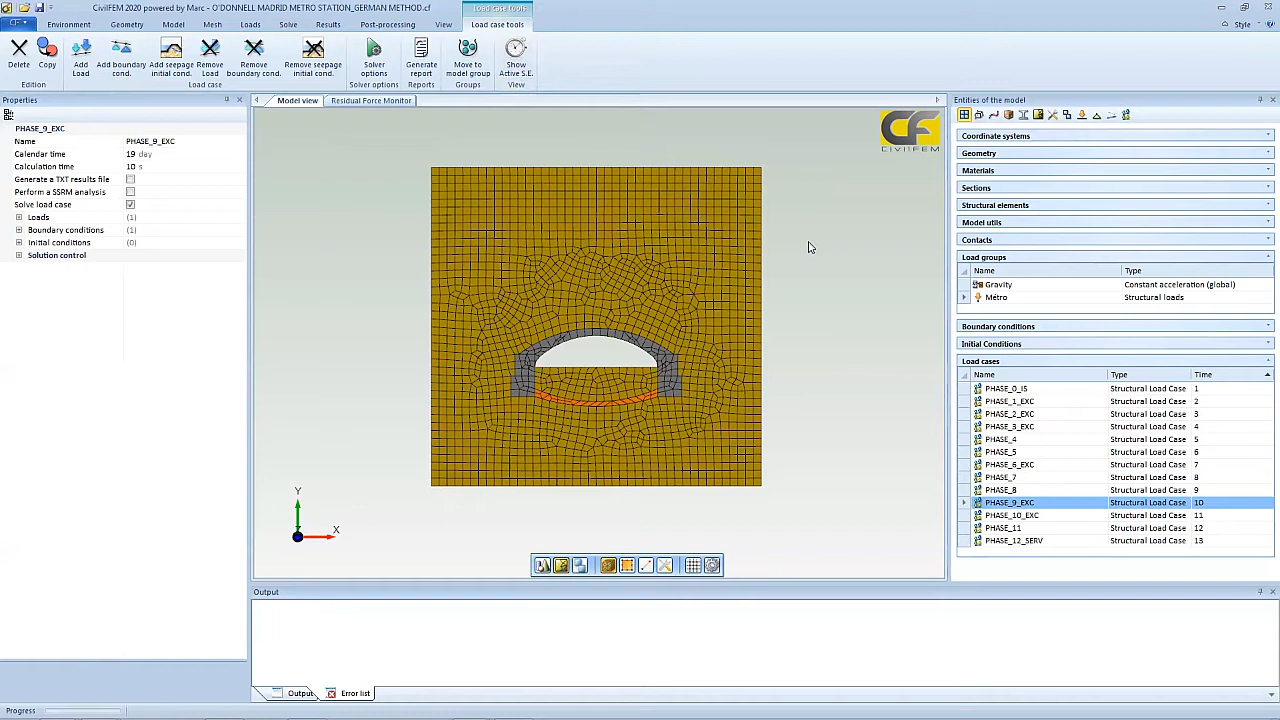 CivilFEM 2020 powered by Marc - O'DONNELL MADRID METRO STATION_GERMAN METHOD.cf
Load case tools
CF
Environment Geometry Model Mesh Loads Solve Results Post-processing View Load case tools
Style
Delete Copy Add Load Add boundary cond. Add seepage initial cond. Remove Load Remove boundary cond. Remove seepage initial cond. Solver options Generate report Move to model group Show Active S.E.
Edition Load case Solver options Reports Groups View
Properties
PHASE_9_EXC
Name PHASE_9_EXC
Calendar time 19 day
Calculation time 10 s
Generate a TXT results file
Perform a SSRM analysis
Solve load case
Loads (1)
Boundary conditions (1)
Initial conditions (0)
Solution control
Model view Residual Force Monitor
CF
CIVILFEM
Y
X
Z
Entities of the model
Coordinate systems
Geometry
Materials
Sections
Structural elements
Model utils
Contacts
Load groups
Name Type
Gravity Constant acceleration (global)
Métro Structural loads
Boundary conditions
Initial Conditions
Load cases
Name Type Time
PHASE_0_IS Structural Load Case 1
PHASE_1_EXC Structural Load Case 2
PHASE_2_EXC Structural Load Case 3
PHASE_3_EXC Structural Load Case 4
PHASE_4 Structural Load Case 5
PHASE_5 Structural Load Case 6
PHASE_6_EXC Structural Load Case 7
PHASE_7 Structural Load Case 8
PHASE_8 Structural Load Case 9
PHASE_9_EXC Structural Load Case 10
PHASE_10_EXC Structural Load Case 11
PHASE_11 Structural Load Case 12
PHASE_12_SERV Structural Load Case 13
Output
Output Error list
Progress